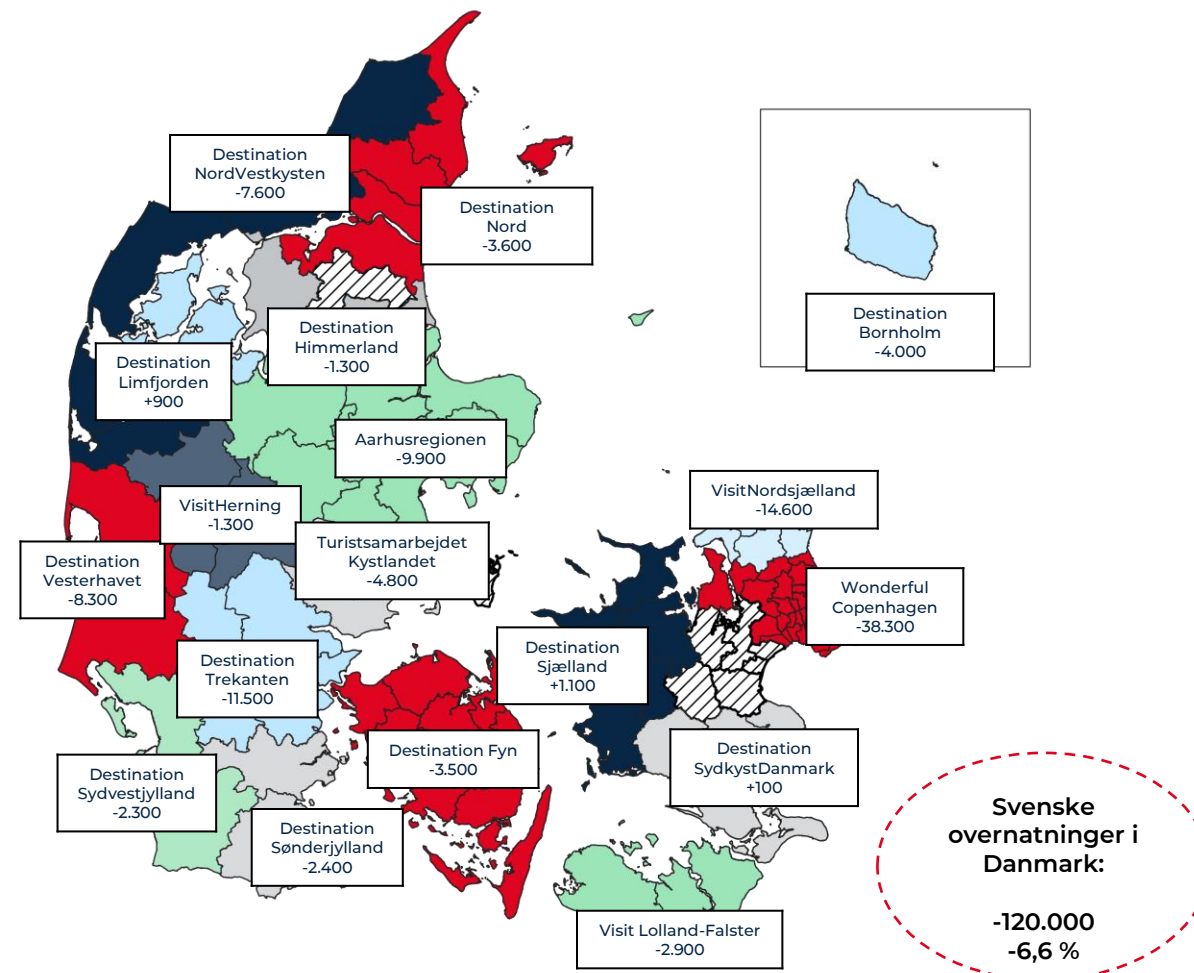 Destination
NordVestkysten
-7.600
Destination
Nord
-3.600
Destination
Himmerland
-1.300
Destination
Bornholm
-4.000
Destination
Limfjorden
+900
Aarhusregionen
-9.900
VisitHerning
-1.300
VisitNordsjælland
-14.600
Turistsamarbejdet
Kystlandet
-4.800
Destination
Vesterhavet
-8.300
Wonderful
Copenhagen
-38.300
Destination
Sjælland
+1.100
Destination
Trekanten
-11.500
Destination Fyn
-3.500
Destination
SydkystDanmark
+100
Destination
Sydvestjylland
-2.300
Destination
Sønderjylland
-2.400
Visit Lolland-Falster
-2.900
Svenske
overnatninger i
Danmark:
-120.000
-6,6 %